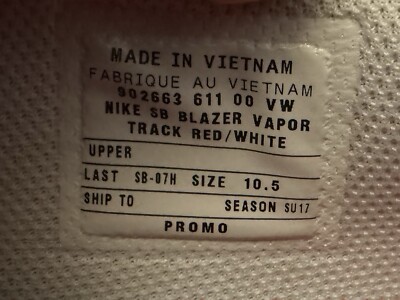 MADE IN VIETNAM
FABRIQUE AU VIETNAM
902663 611 00 VW
NIKE SB BLAZER VAPOR
TRACK RED/WHITE
UPPER
LAST SB-07H SIZE 10.5
SHIP TO SEASON SU17
PROMO